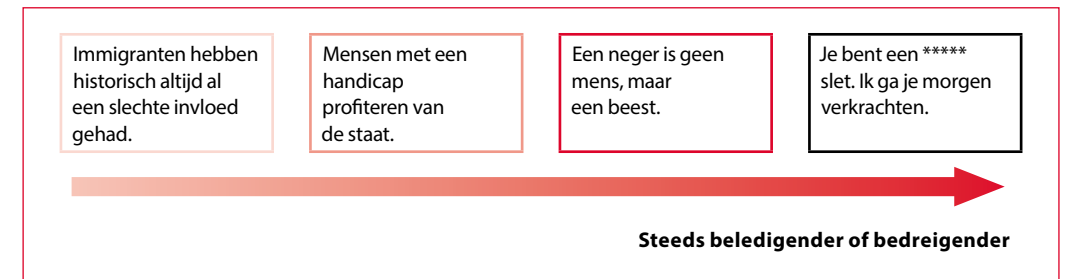 Immigranten hebben
historisch altijd al
een slechte invloed
gehad.
Mensen met een
handicap
profiteren van
de staat.
Een neger is geen
mens, maar
een beest.
Je bent een *****
slet. Ik ga je morgen
verkrachten.
Steeds beledigender of bedreigender